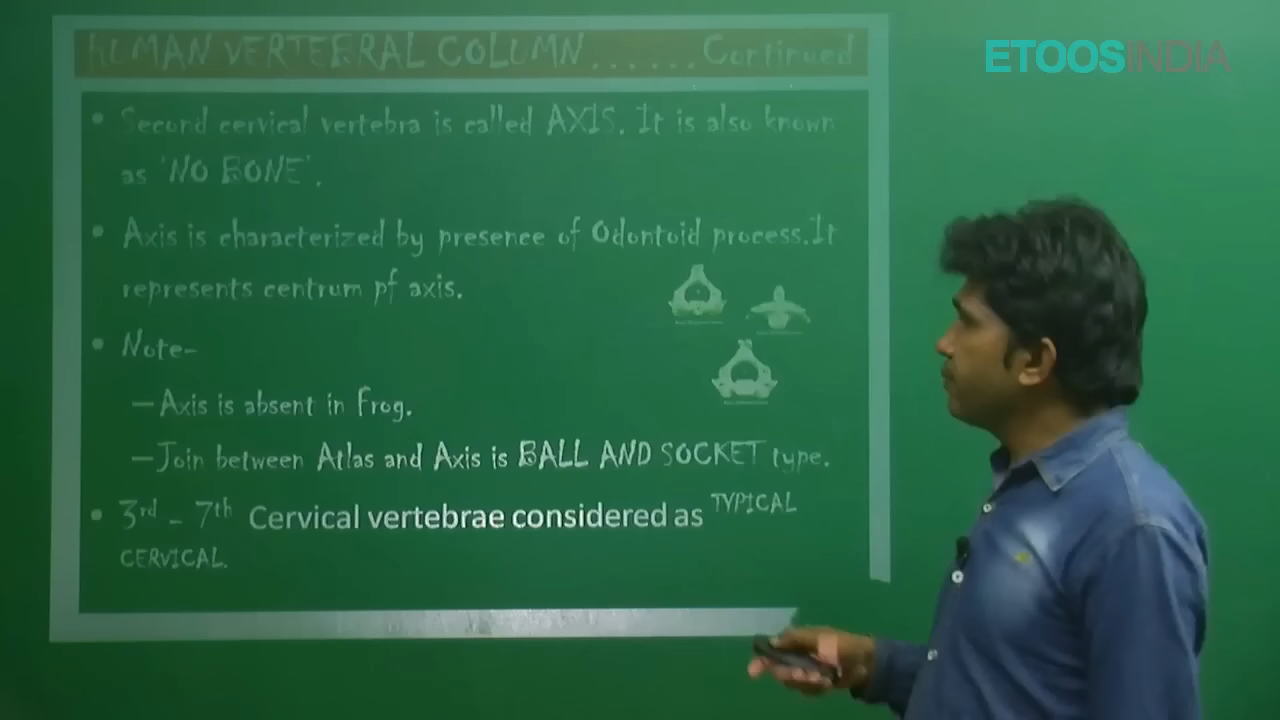 HUMAN VERTEBRAL COLUMN......Continued
ETOOSINDIA
• Second cervical vertebra is called AXIS. It is also known
as 'NO BONE'.
• Axis is characterized by presence of Odontoid process.It
represents centrum pf axis.
• Note-
–Axis is absent in Frog.
–Join between Atlas and Axis is BALL AND SOCKET type.
• 3rd - 7th Cervical vertebrae considered as TYPICAL
CERVICAL.